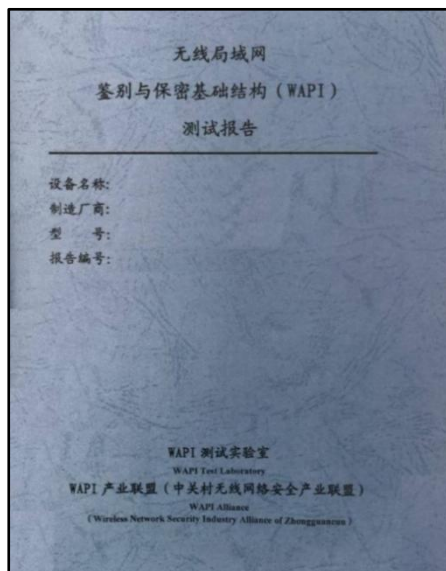 无线局域网
鉴别与保密基础结构（WAPI）
测试报告
设备名称:
制造厂商:
型 号:
报告编号:
WAPI 测试实验室
WAPI Test Laboratory
WAPI 产业联盟（中关村无线网络安全产业联盟）
WAPI Alliance
（Wireless Network Security Industry Alliance of Zhongguancun）